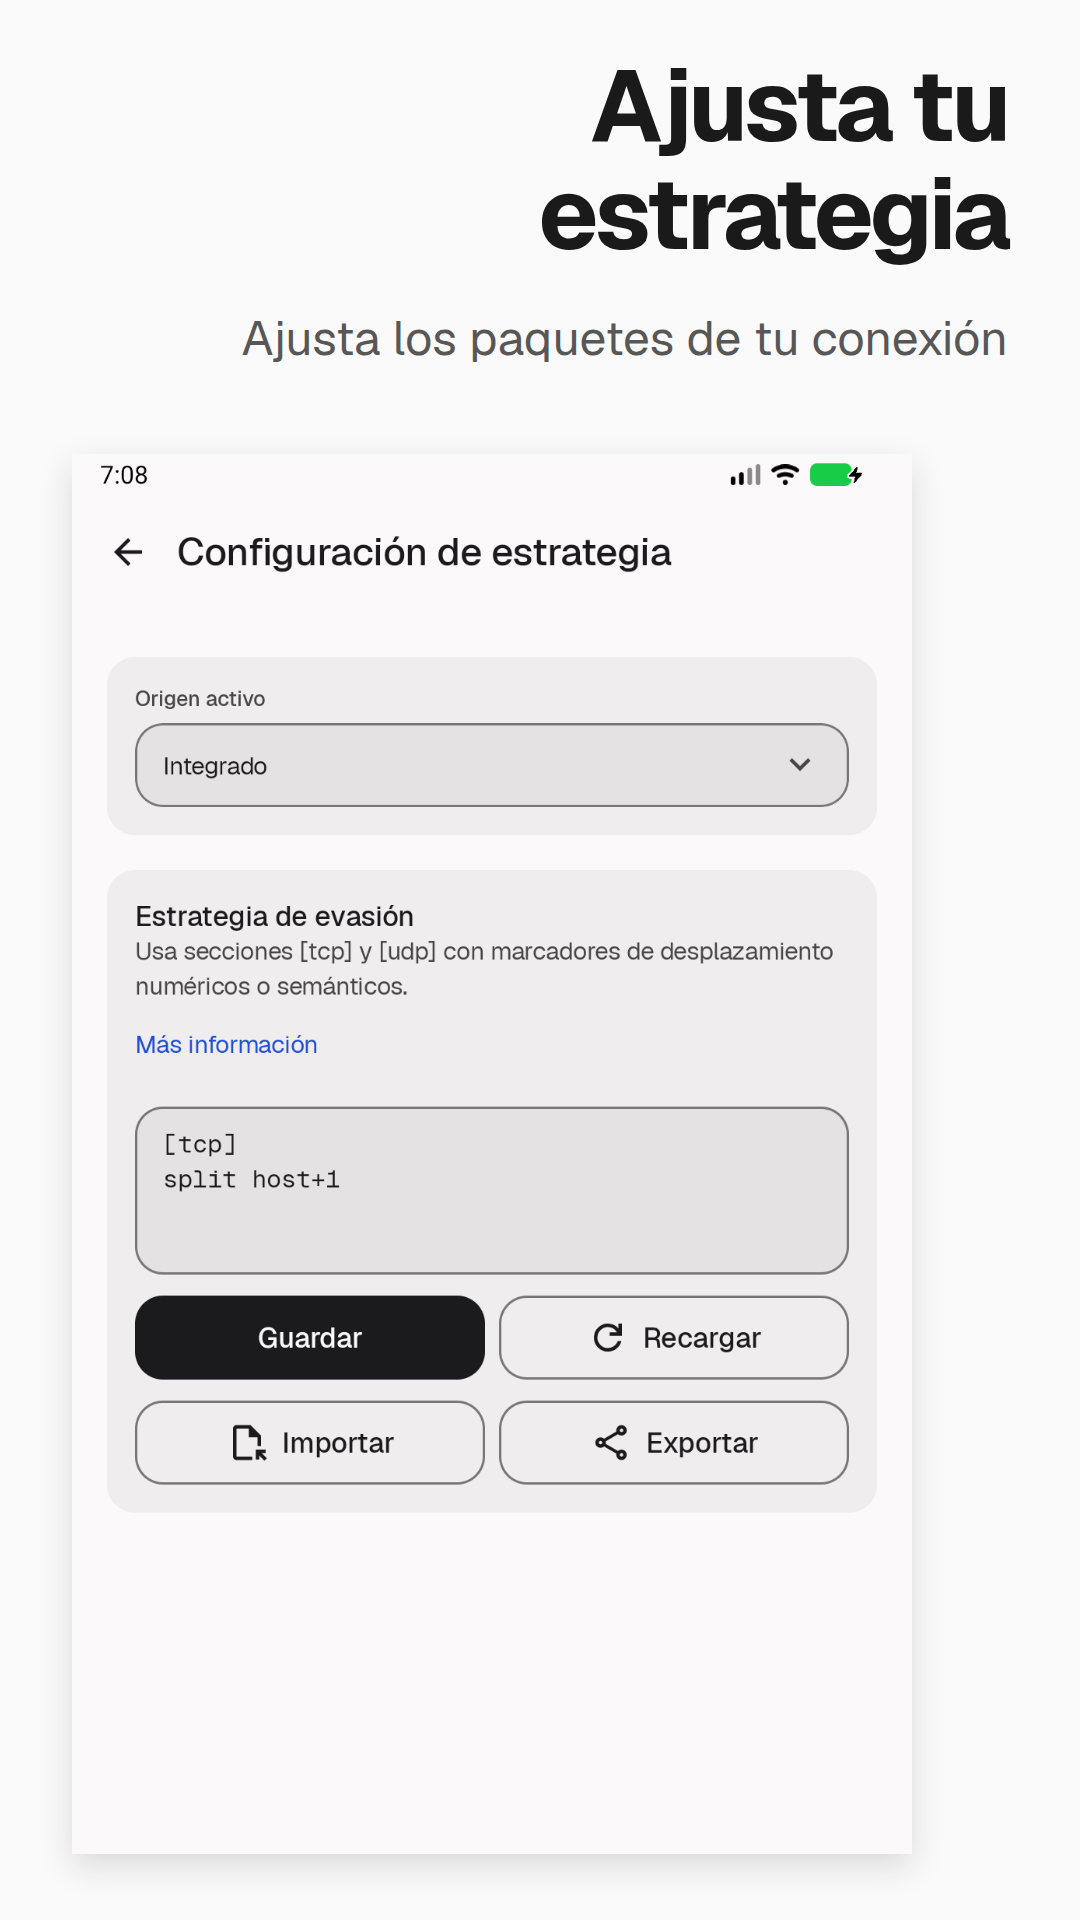 Ajusta tu
estrategia
Ajusta los paquetes de tu conexión
7:08
Configuración de estrategia
Origen activo
Integrado
Estrategia de evasión
Usa secciones [tcp] y [udp] con marcadores de desplazamiento
numéricos o semánticos.
Más información
[tcp]
split host+1
Guardar
Recargar
Importar
Exportar